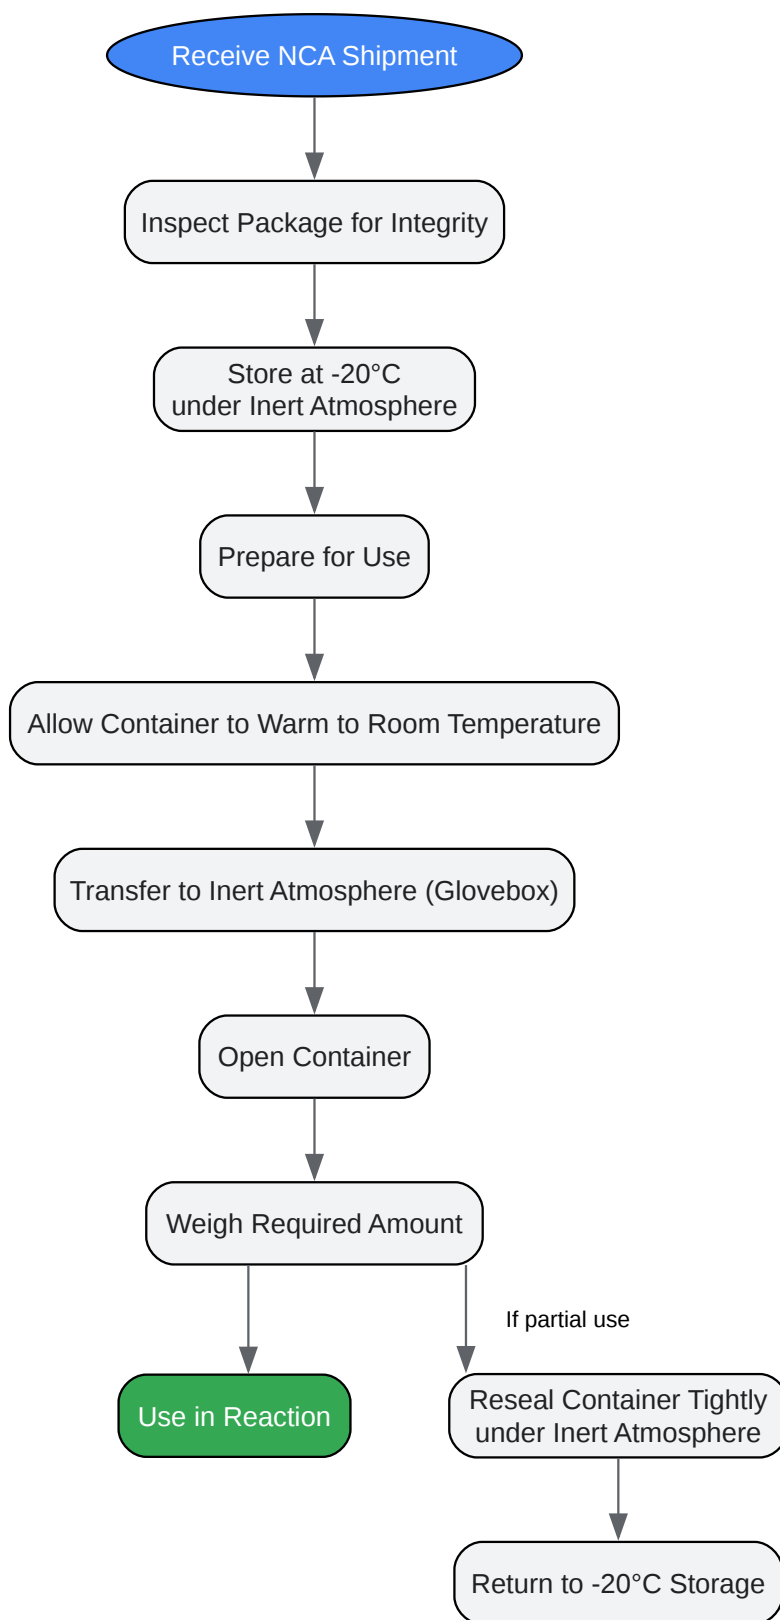 Receive NCA Shipment
Inspect Package for Integrity
Store at -20°C
under Inert Atmosphere
Prepare for Use
Allow Container to Warm to Room Temperature
Transfer to Inert Atmosphere (Glovebox)
Open Container
Weigh Required Amount
If partial use
Use in Reaction
Reseal Container Tightly
under Inert Atmosphere
Return to -20°C Storage